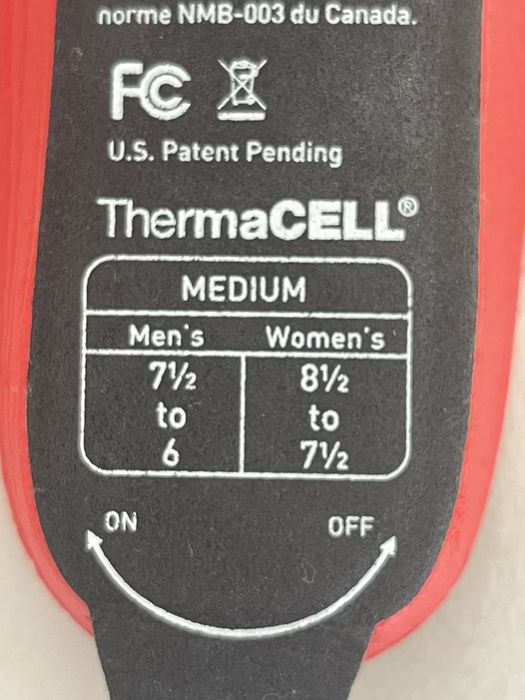 norme NMB-003 du Canada.
FC
U.S. Patent Pending
ThermaCELL®
MEDIUM
Men's Women's
7½ 8½
to to
6 7½
ON OFF